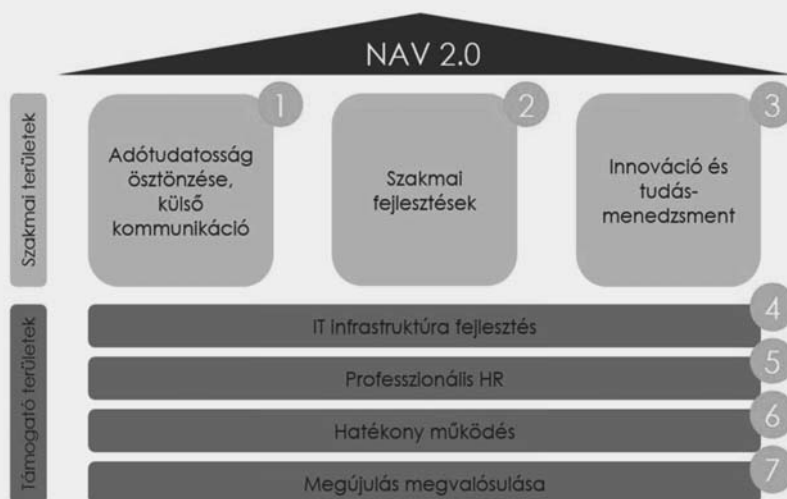 NAV 2.0
Szakmai területek
1
Adótudatosság
ösztönzése,
külső
kommunikáció
2
Szakmai
fejlesztések
3
Innováció és
tudás-
menedzsment
Támogató területek
4
IT infrastruktúra fejlesztés
5
Professzionális HR
6
Hatékony működés
7
Megújulás megvalósulása